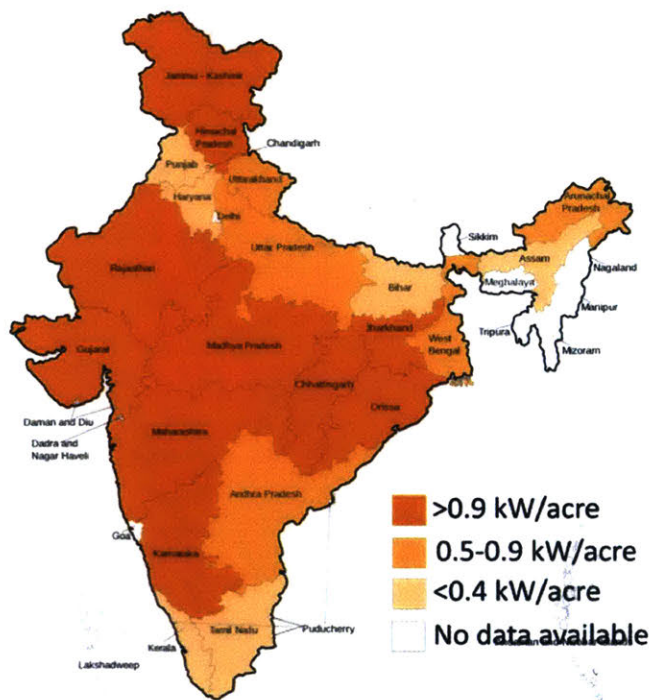 Jammu - Kashmir
Himachal
Pradesh
Chandigarh
Punjab
Uttarakhand
Haryana
Delhi
Arunachal
Pradesh
Sikkim
Uttar Pradesh
Rajasthan
Assam
Nagaland
Bihar
Meghalaya
Manipur
Jharkhand
Tripura
West
Bengal
Gujarat
Madhya Pradesh
Mizoram
Chhattisgarh
Orissa
Daman and Diu
Dadra and
Nagar Haveli
Maharashtra
Andhra Pradesh
Goa
Karnataka
Puducherry
Tamil Nadu
Kerala
Lakshadweep
>0.9 kW/acre
0.5-0.9 kW/acre
<0.4 kW/acre
No data available